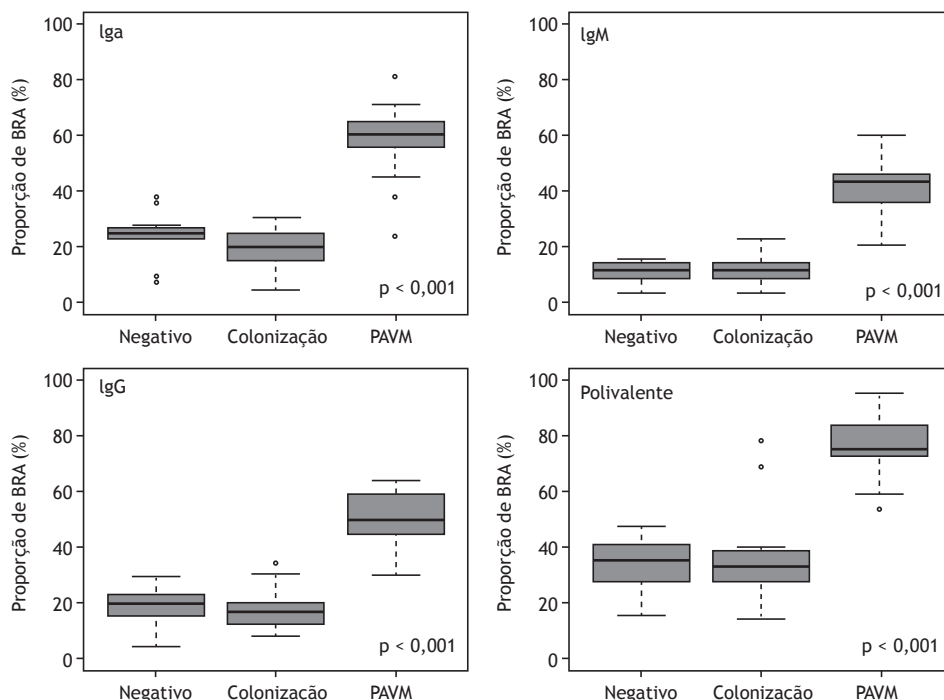 Iga
Proporção de BRA (%)
100
80
60
40
20
0
p < 0,001
Negativo Colonização PAVM
IgM
Proporção de BRA (%)
100
80
60
40
20
0
p < 0,001
Negativo Colonização PAVM
IgG
Proporção de BRA (%)
100
80
60
40
20
0
p < 0,001
Negativo Colonização PAVM
Polivalente
Proporção de BRA (%)
100
80
60
40
20
0
p < 0,001
Negativo Colonização PAVM